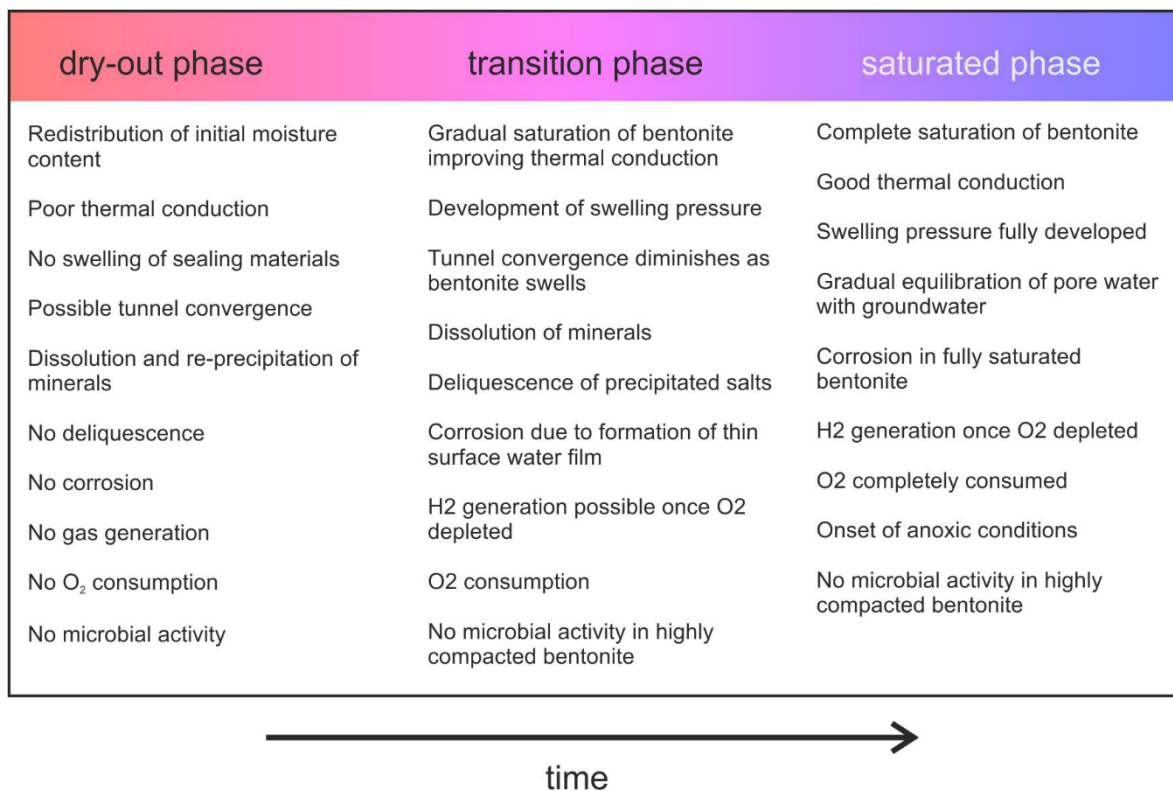 dry-out phase
transition phase
saturated phase
Redistribution of initial moisture
content
Poor thermal conduction
No swelling of sealing materials
Possible tunnel convergence
Dissolution and re-precipitation of
minerals
No deliquescence
No corrosion
No gas generation
No O₂ consumption
No microbial activity
Gradual saturation of bentonite
improving thermal conduction
Development of swelling pressure
Tunnel convergence diminishes as
bentonite swells
Dissolution of minerals
Deliquescence of precipitated salts
Corrosion due to formation of thin
surface water film
H2 generation possible once O2
depleted
O2 consumption
No microbial activity in highly
compacted bentonite
Complete saturation of bentonite
Good thermal conduction
Swelling pressure fully developed
Gradual equilibration of pore water
with groundwater
Corrosion in fully saturated
bentonite
H2 generation once O2 depleted
O2 completely consumed
Onset of anoxic conditions
No microbial activity in highly
compacted bentonite
time